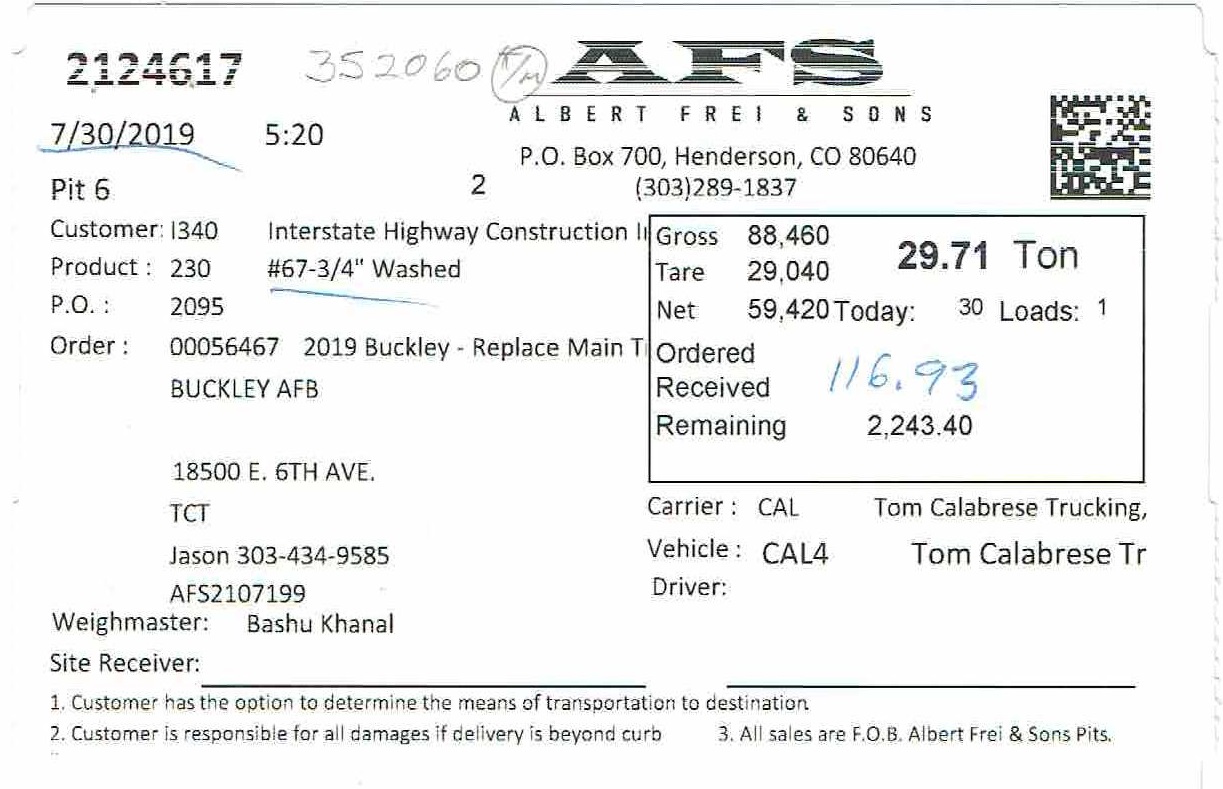 2124617 352060 AFS
ALBERT FREI & SONS
7/30/2019 5:20
P.O. Box 700, Henderson, CO 80640
Pit 6 2 (303)289-1837
Customer: I340 Interstate Highway Construction I
Product : 230 #67-3/4" Washed
P.O. : 2095
Order : 00056467 2019 Buckley - Replace Main T
BUCKLEY AFB
18500 E. 6TH AVE.
TCT
Jason 303-434-9585
AFS2107199
Gross 88,460 29.71 Ton
Tare 29,040
Net 59,420 Today: 30 Loads: 1
Ordered
Received 116.93
Remaining 2,243.40
Carrier : CAL Tom Calabrese Trucking,
Vehicle : CAL4 Tom Calabrese Tr
Driver:
Weighmaster: Bashu Khanal
Site Receiver:
1. Customer has the option to determine the means of transportation to destination
2. Customer is responsible for all damages if delivery is beyond curb 3. All sales are F.O.B. Albert Frei & Sons Pits.